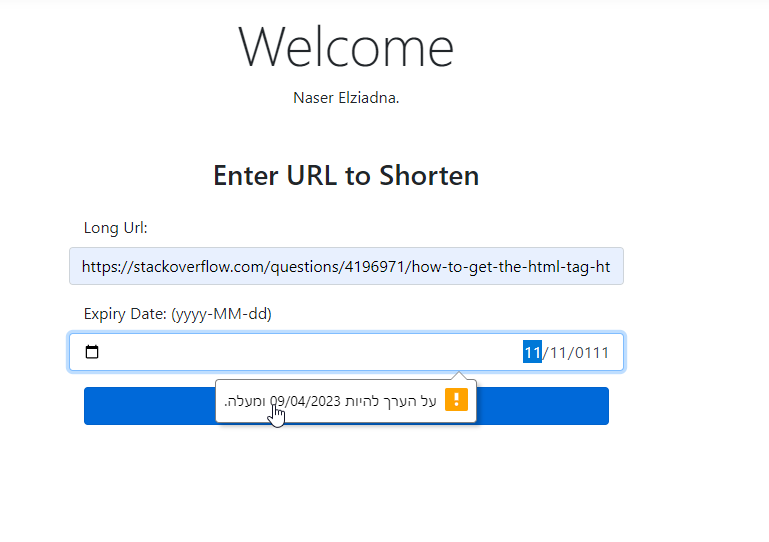 Welcome
Naser Elziadna.
Enter URL to Shorten
Long Url:
https://stackoverflow.com/questions/4196971/how-to-get-the-html-tag-ht
Expiry Date: (yyyy-MM-dd)
11/11/0111
על הערך להיות 09/04/2023 ומעלה.